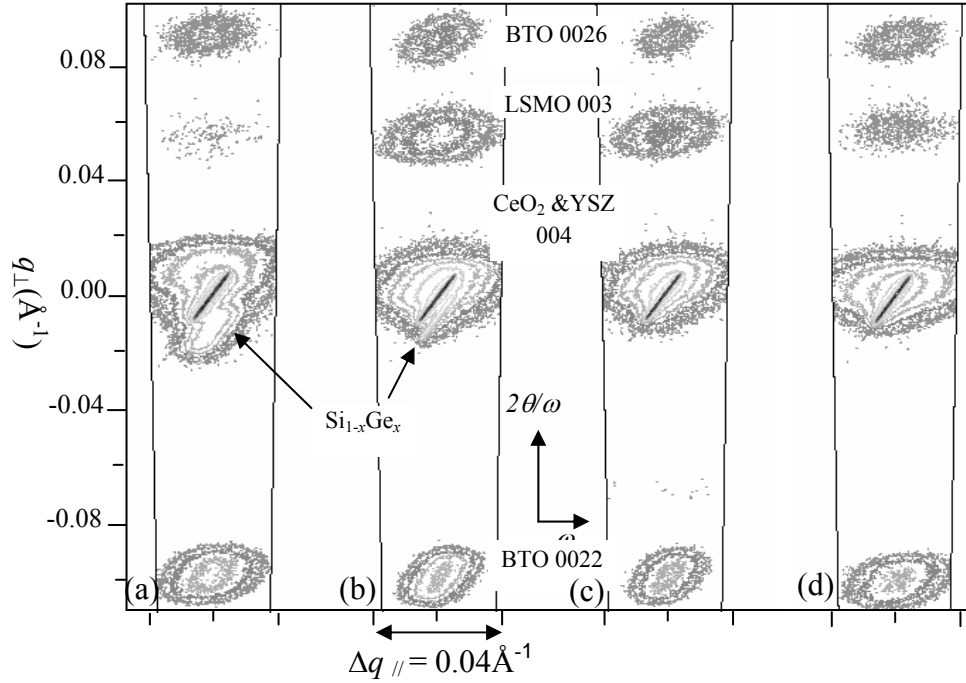 BTO 0026
0.08
LSMO 003
0.04
CeO2 &YSZ
004
0.00
q⊥(Å-1)
Si1-xGex
-0.04
2θ/ω
-0.08
BTO 0022
(a)
(b)
(c)
(d)
Δq // = 0.04Å-1